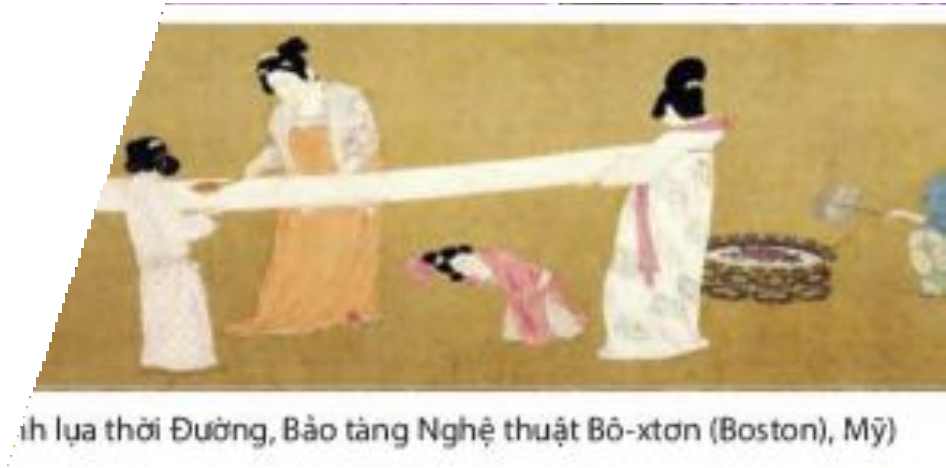 lụa thời Đường, Bảo tàng Nghệ thuật Bô-xtơn (Boston), Mỹ)